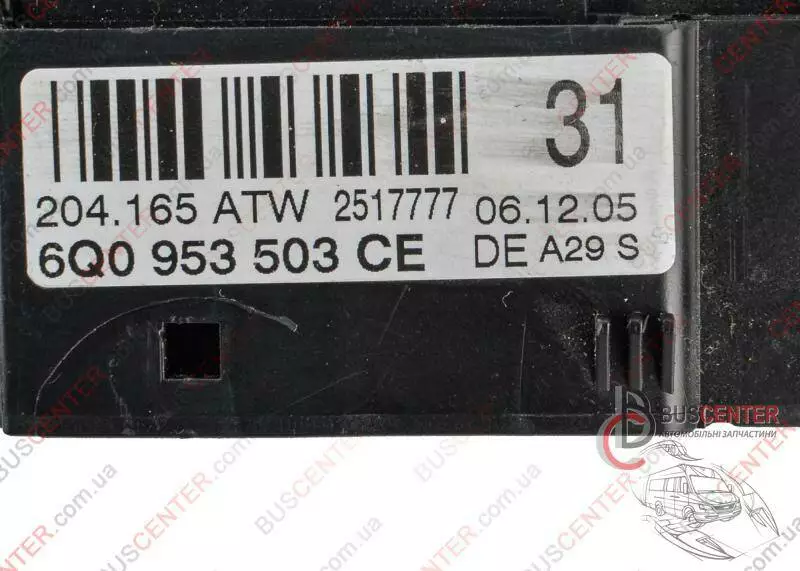 31
204.165 ATW 2517777 06.12.05
6Q0 953 503 CE DE A29 S
BUSCENTER
АВТОМОБІЛЬНІ ЗАПЧАСТИНИ
BUSCENTER.com.ua